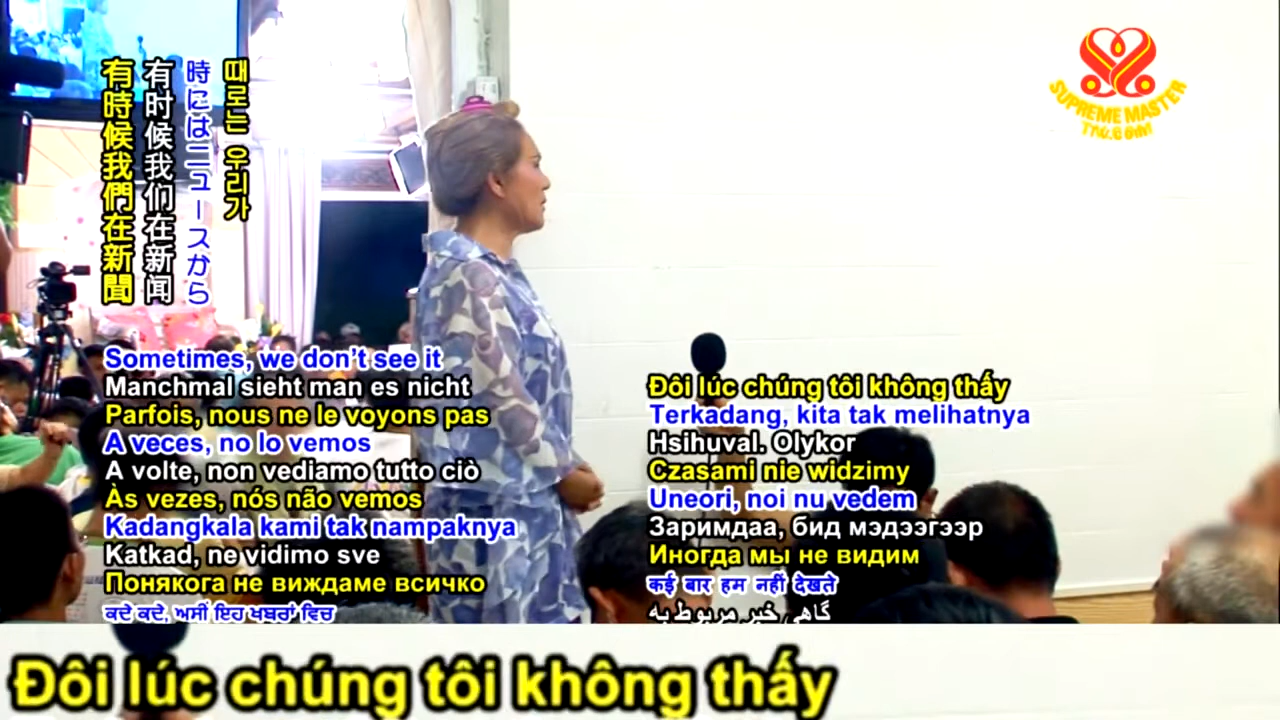 때로는 우리가
時にはニュースから
有时候我们在新闻
有時候我們在新聞
SUPREME MASTER
TV.COM
Sometimes, we don't see it
Manchmal sieht man es nicht
Parfois, nous ne le voyons pas
A veces, no lo vemos
A volte, non vediamo tutto ciò
Às vezes, nós não vemos
Kadangkala kami tak nampaknya
Katkad, ne vidimo sve
Понякога не виждаме всичко
ਕਦੇ ਕਦੇ, ਅਸੀਂ ਇਹ ਖਬਰਾਂ ਵਿਚ
Đôi lúc chúng tôi không thấy
Terkadang, kita tak melihatnya
Hsihuval. Olykor
Czasami nie widzimy
Uneori, noi nu vedem
Заримдаа, бид мэдээгээр
Иногда мы не видим
कई बार हम नहीं देखते
گاهی خبر مربوط به
Đôi lúc chúng tôi không thấy